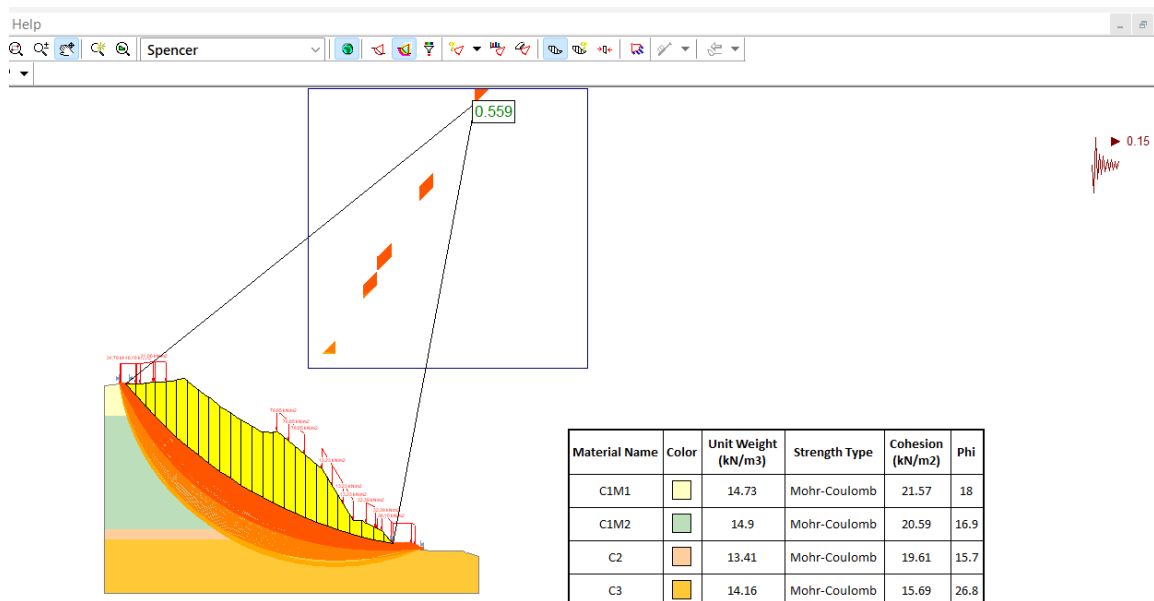 Help
Spencer
0.559
0.15
Material Name Color Unit Weight (kN/m3) Strength Type Cohesion (kN/m2) Phi
C1M1 14.73 Mohr-Coulomb 21.57 18
C1M2 14.9 Mohr-Coulomb 20.59 16.9
C2 13.41 Mohr-Coulomb 19.61 15.7
C3 14.16 Mohr-Coulomb 15.69 26.8